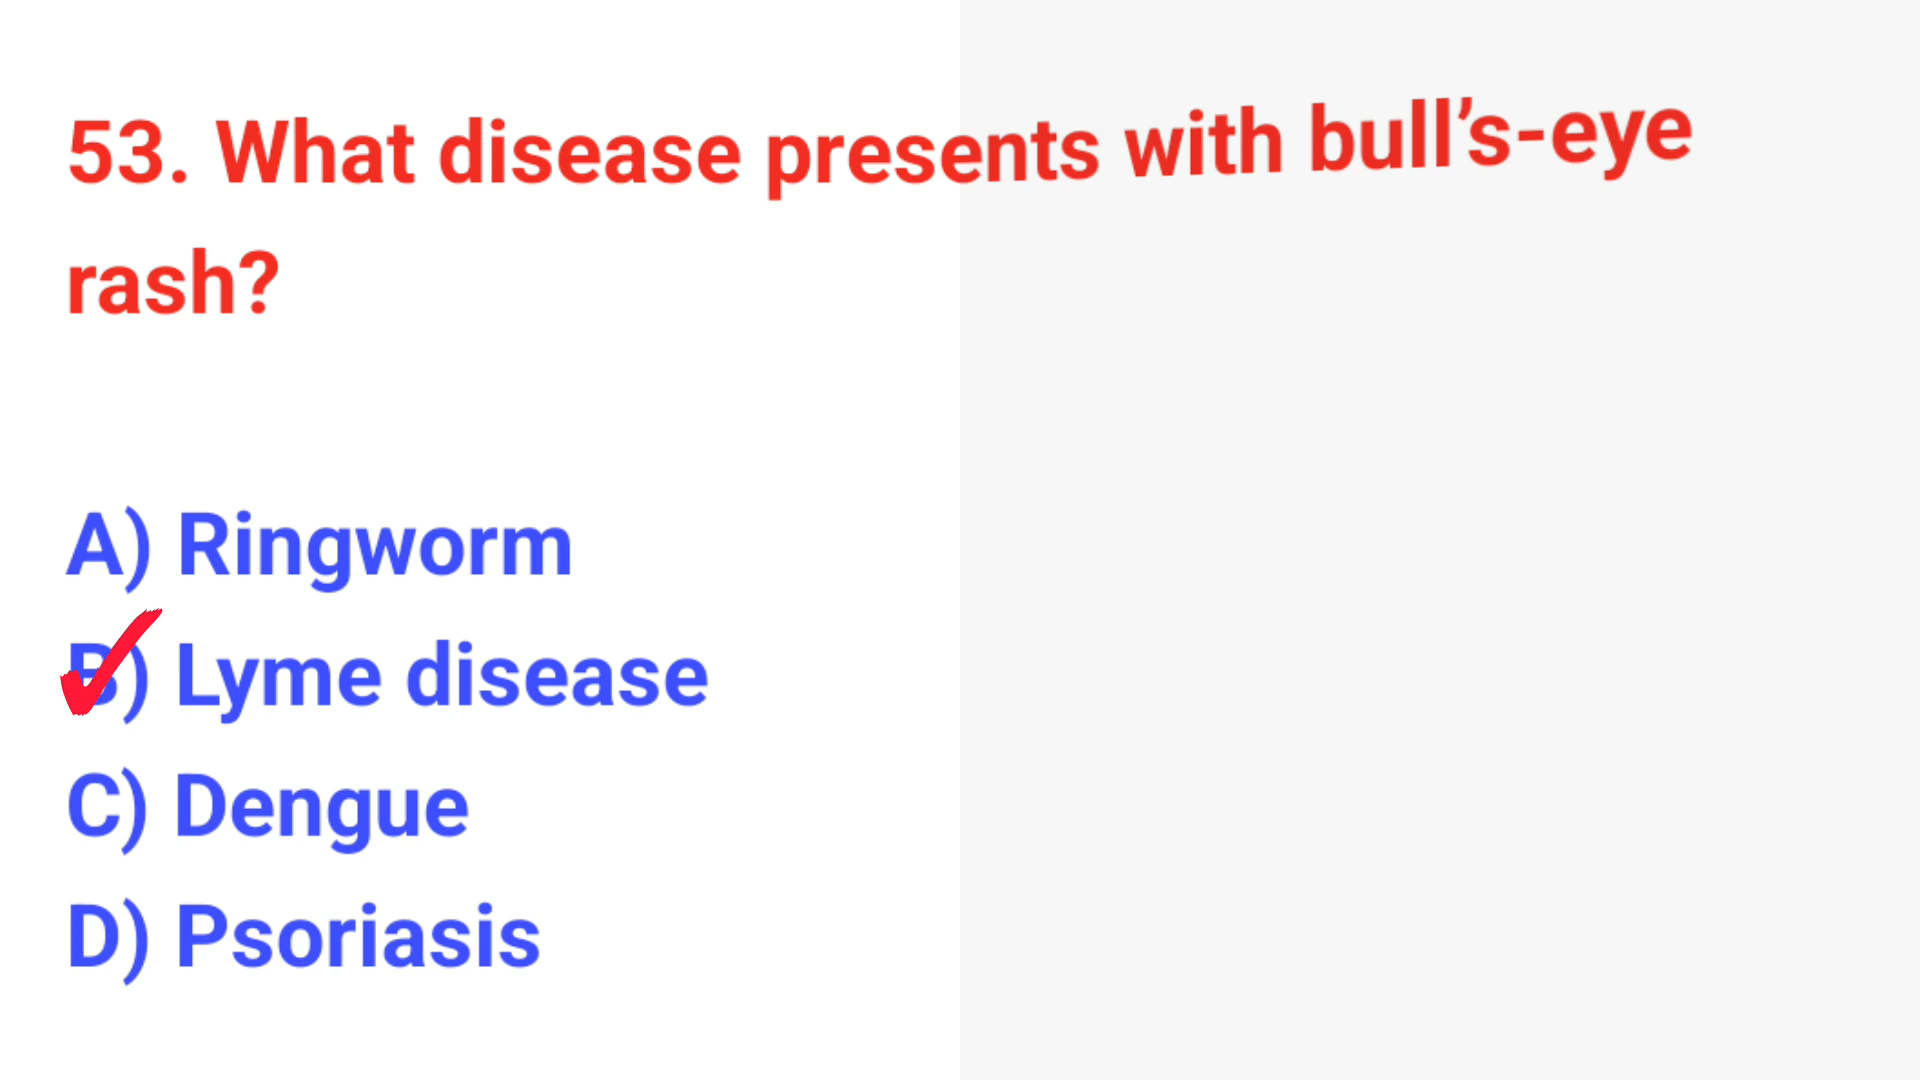 53. What disease presents with bull’s-eye
rash?
A) Ringworm
B) Lyme disease
C) Dengue
D) Psoriasis